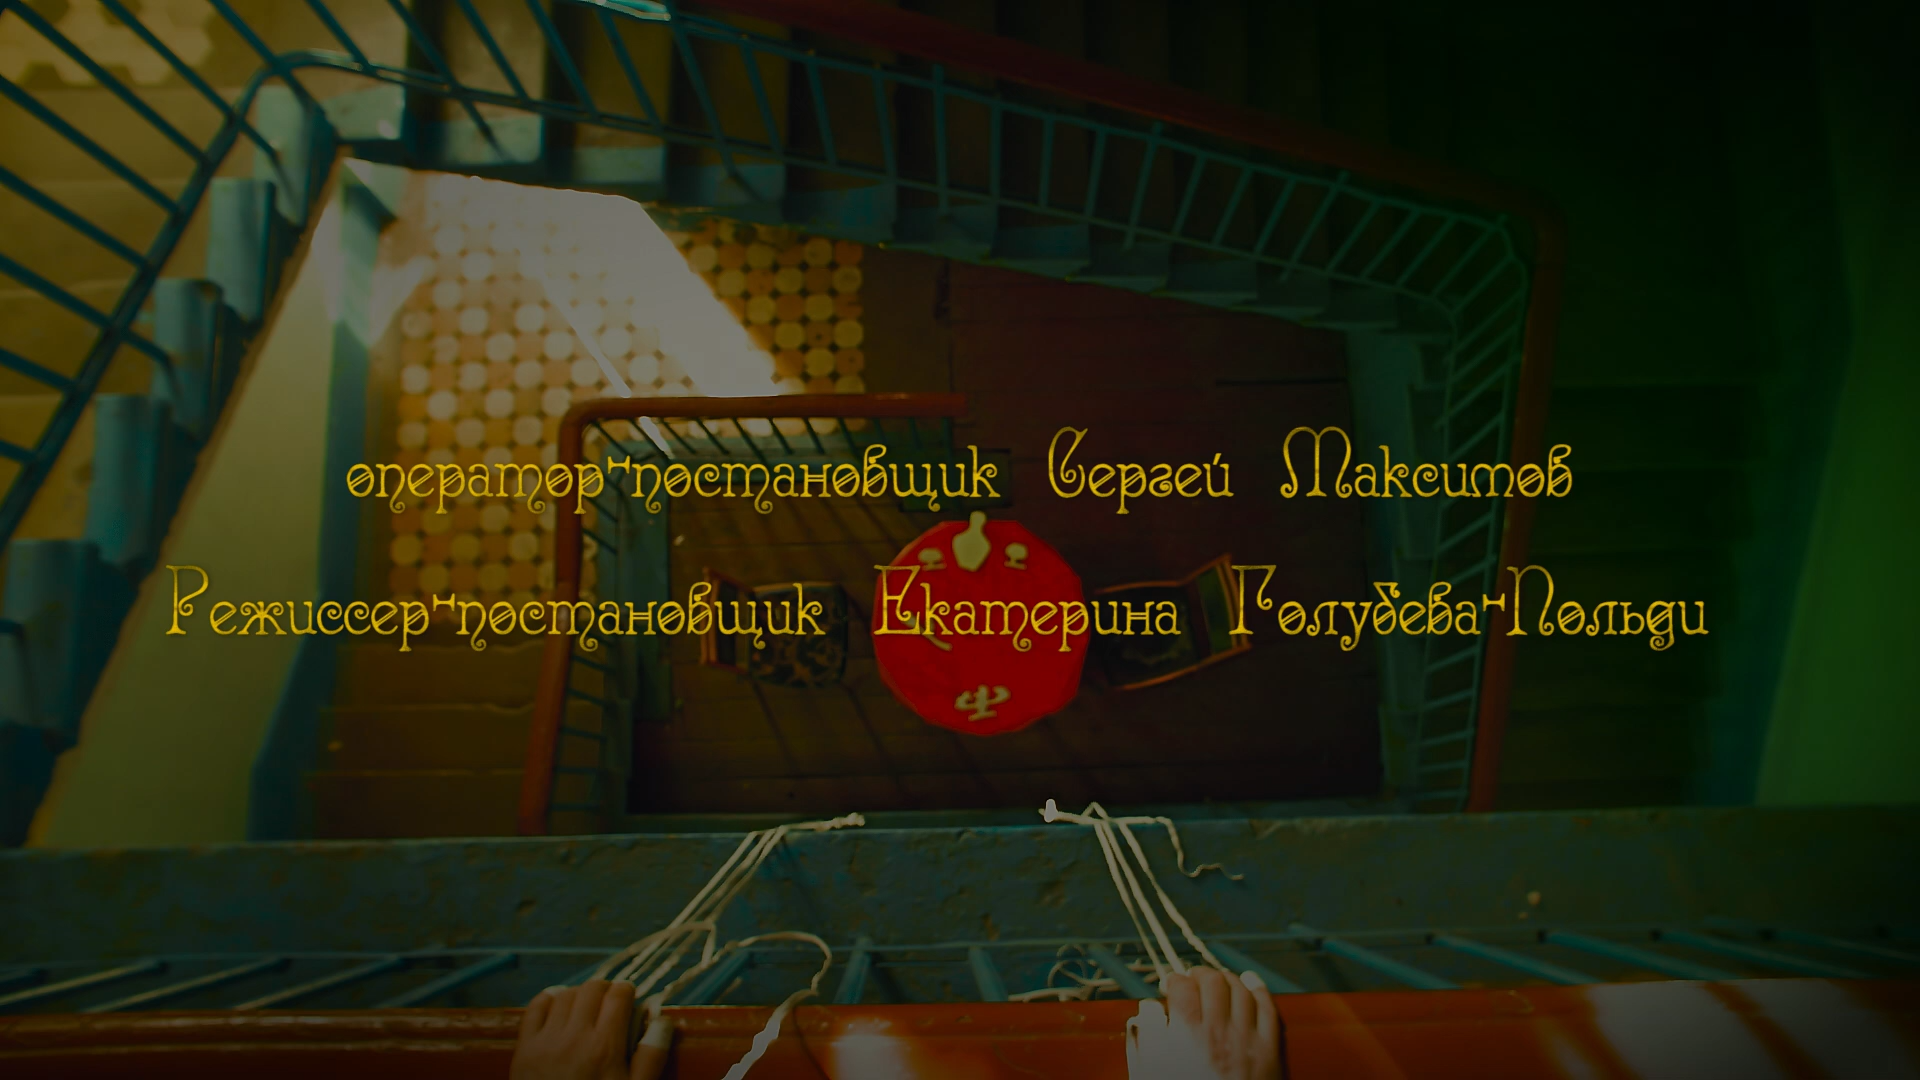 оператор-постановщик Сергей Максимов
Режиссер-постановщик Екатерина Голубева-Польди